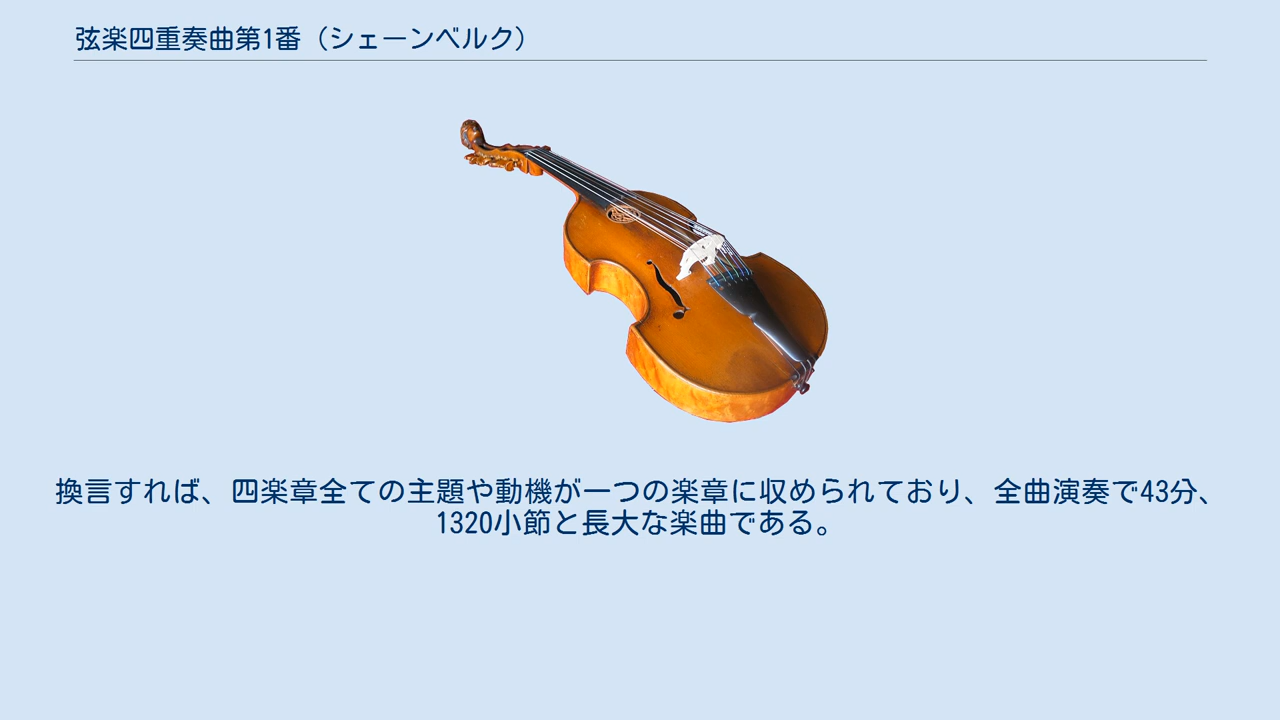 弦楽四重奏曲第1番（シェーンベルク）
換言すれば、四楽章全ての主題や動機が一つの楽章に収められており、全曲演奏で43分、
1320小節と長大な楽曲である。